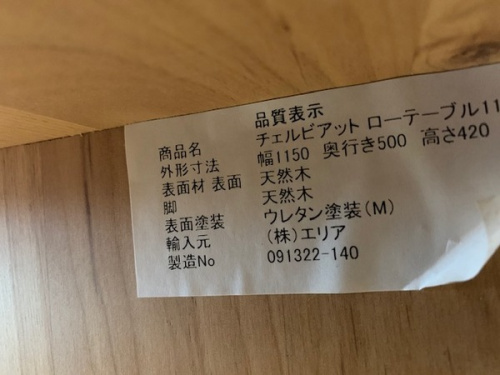 品質表示
商品名 チェルビアット ローテーブル11
外形寸法 幅1150 奥行き500 高さ420
表面材 表面 天然木
脚 天然木
表面塗装 ウレタン塗装(M)
輸入元 (株)エリア
製造No 091322-140